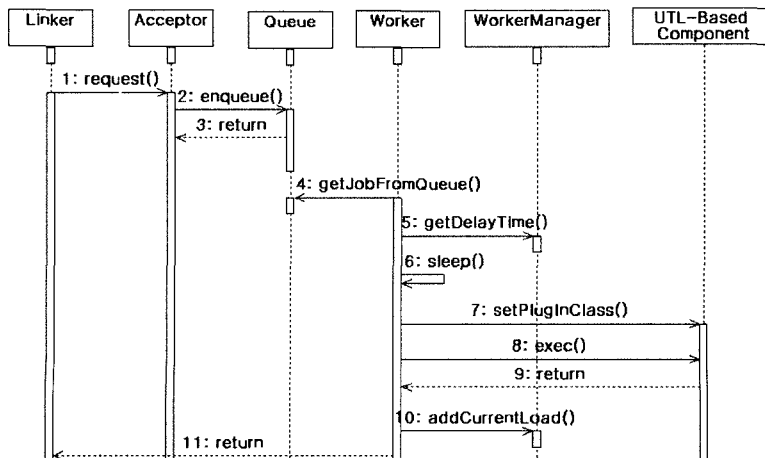 Linker
Acceptor
Queue
Worker
WorkerManager
UTL-Based
Component
1: request()
2: enqueue()
3: return
4: getJobFromQueue()
5: getDelayTime()
6: sleep()
7: setPlugInClass()
8: exec()
9: return
10: addCurrentLoad()
11: return